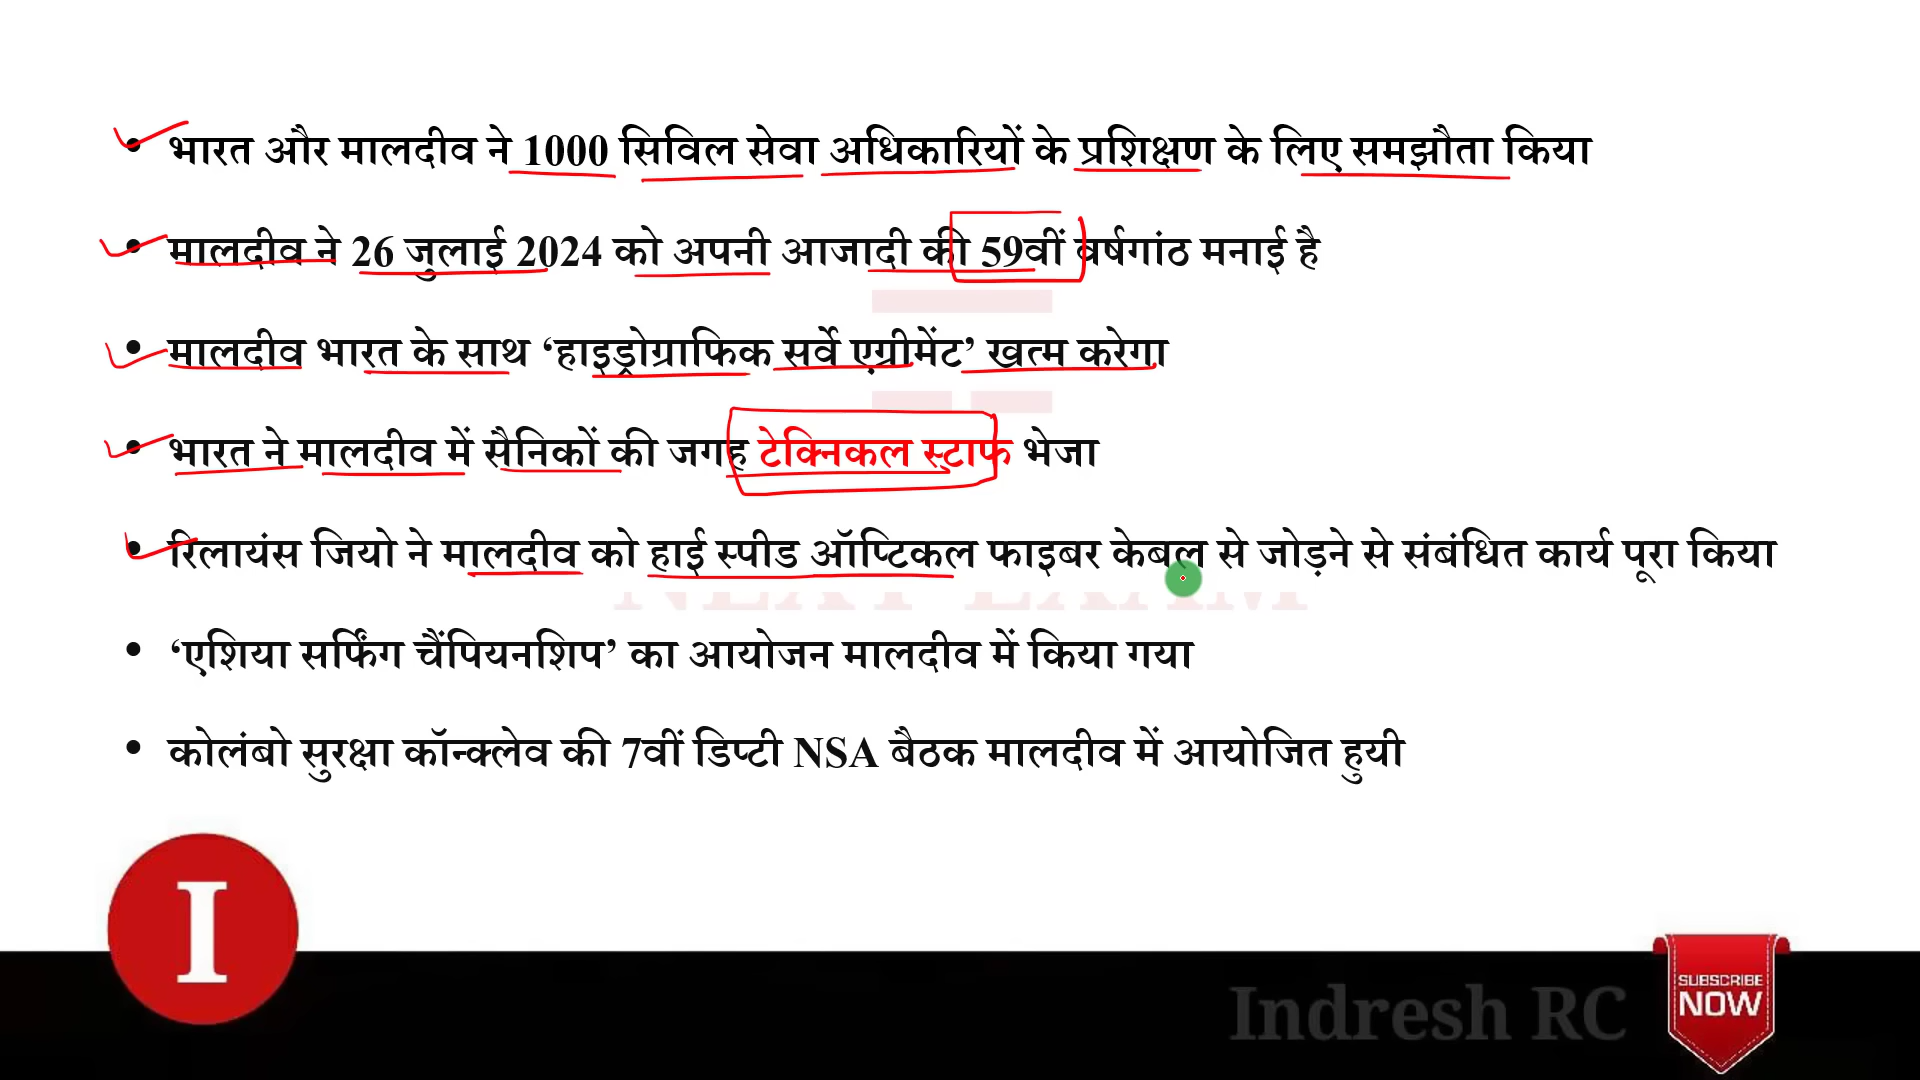 • भारत और मालदीव ने 1000 सिविल सेवा अधिकारियों के प्रशिक्षण के लिए समझौता किया
• मालदीव ने 26 जुलाई 2024 को अपनी आजादी की 59वीं वर्षगांठ मनाई है
• मालदीव भारत के साथ ‘हाइड्रोग्राफिक सर्वे एग्रीमेंट’ खत्म करेगा
• भारत ने मालदीव में सैनिकों की जगह टेक्निकल स्टाफ भेजा
• रिलायंस जियो ने मालदीव को हाई स्पीड ऑप्टिकल फाइबर केबल से जोड़ने से संबंधित कार्य पूरा किया
NEXT EXAM
• ‘एशिया सर्फिंग चैंपियनशिप’ का आयोजन मालदीव में किया गया
• कोलंबो सुरक्षा कॉन्क्लेव की 7वीं डिप्टी NSA बैठक मालदीव में आयोजित हुयी
I
Indresh RC
SUBSCRIBE
NOW